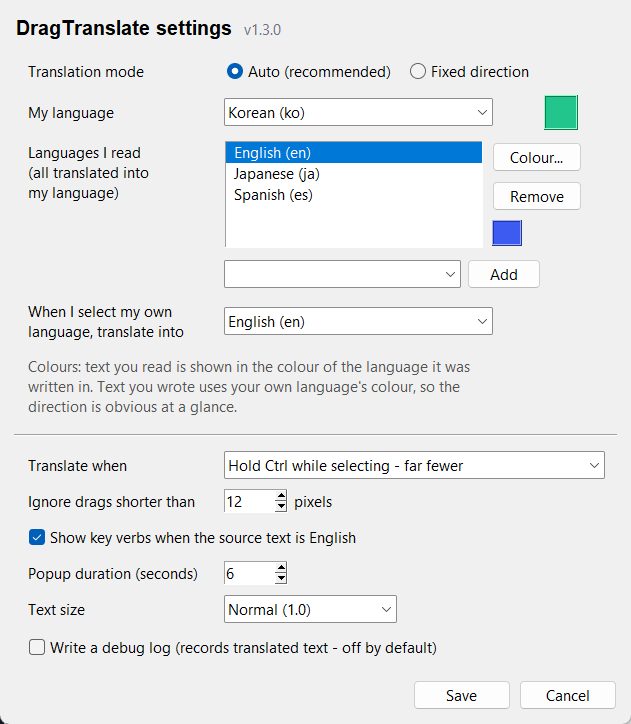 DragTranslate settings v1.3.0
Translation mode
Auto (recommended)
Fixed direction
My language
Korean (ko)
Languages I read
(all translated into
my language)
English (en)
Japanese (ja)
Spanish (es)
Colour...
Remove
Add
When I select my own
language, translate into
English (en)
Colours: text you read is shown in the colour of the language it was
written in. Text you wrote uses your own language's colour, so the
direction is obvious at a glance.
Translate when
Hold Ctrl while selecting - far fewer
Ignore drags shorter than
12
pixels
Show key verbs when the source text is English
Popup duration (seconds)
6
Text size
Normal (1.0)
Write a debug log (records translated text - off by default)
Save
Cancel